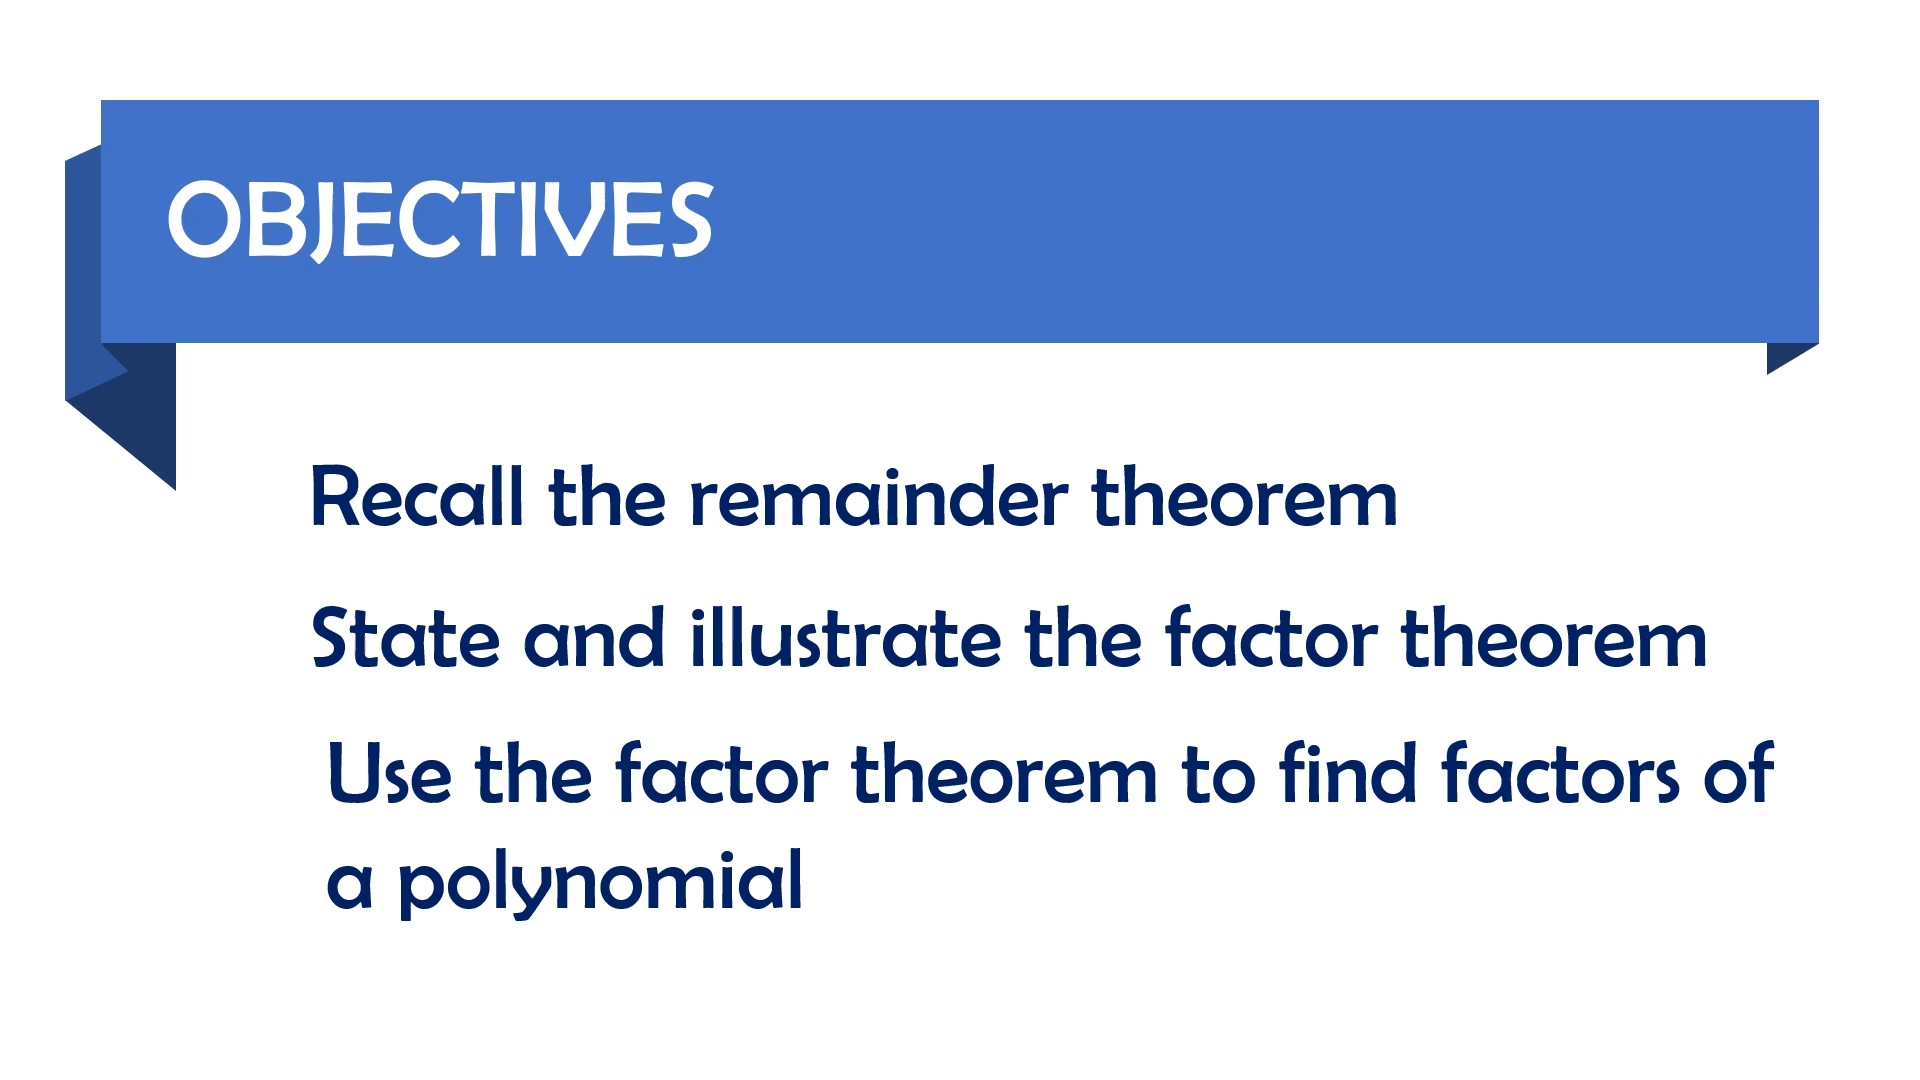 OBJECTIVES
Recall the remainder theorem
State and illustrate the factor theorem
Use the factor theorem to find factors of
a polynomial